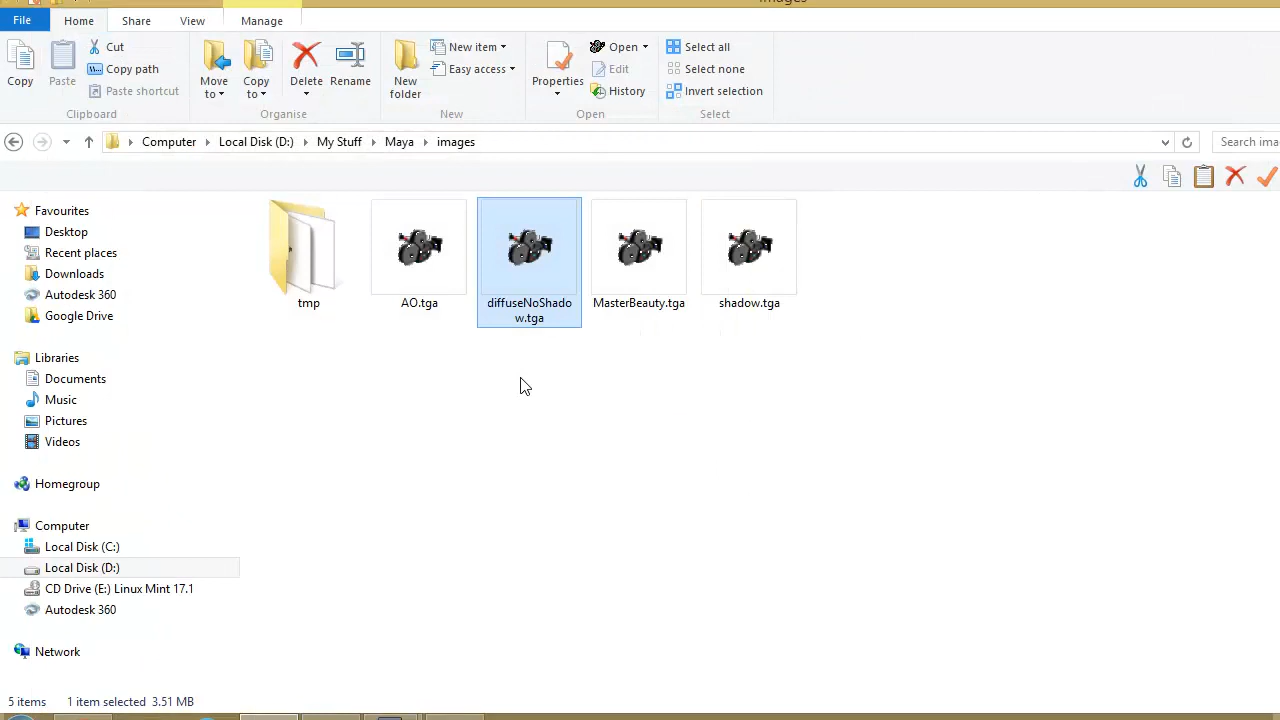 images
File Home Share View Manage
Copy Paste Cut Copy path Paste shortcut
Move to Copy to Delete Rename
New folder New item Easy access
Properties Open Edit History
Select all Select none Invert selection
Clipboard Organise New Open Select
Computer Local Disk (D:) My Stuff Maya images
Search ima
Favourites
Desktop
Recent places
Downloads
Autodesk 360
Google Drive
Libraries
Documents
Music
Pictures
Videos
Homegroup
Computer
Local Disk (C:)
Local Disk (D:)
CD Drive (E:) Linux Mint 17.1
Autodesk 360
Network
tmp
AO.tga
diffuseNoShado
w.tga
MasterBeauty.tga
shadow.tga
5 items 1 item selected 3.51 MB